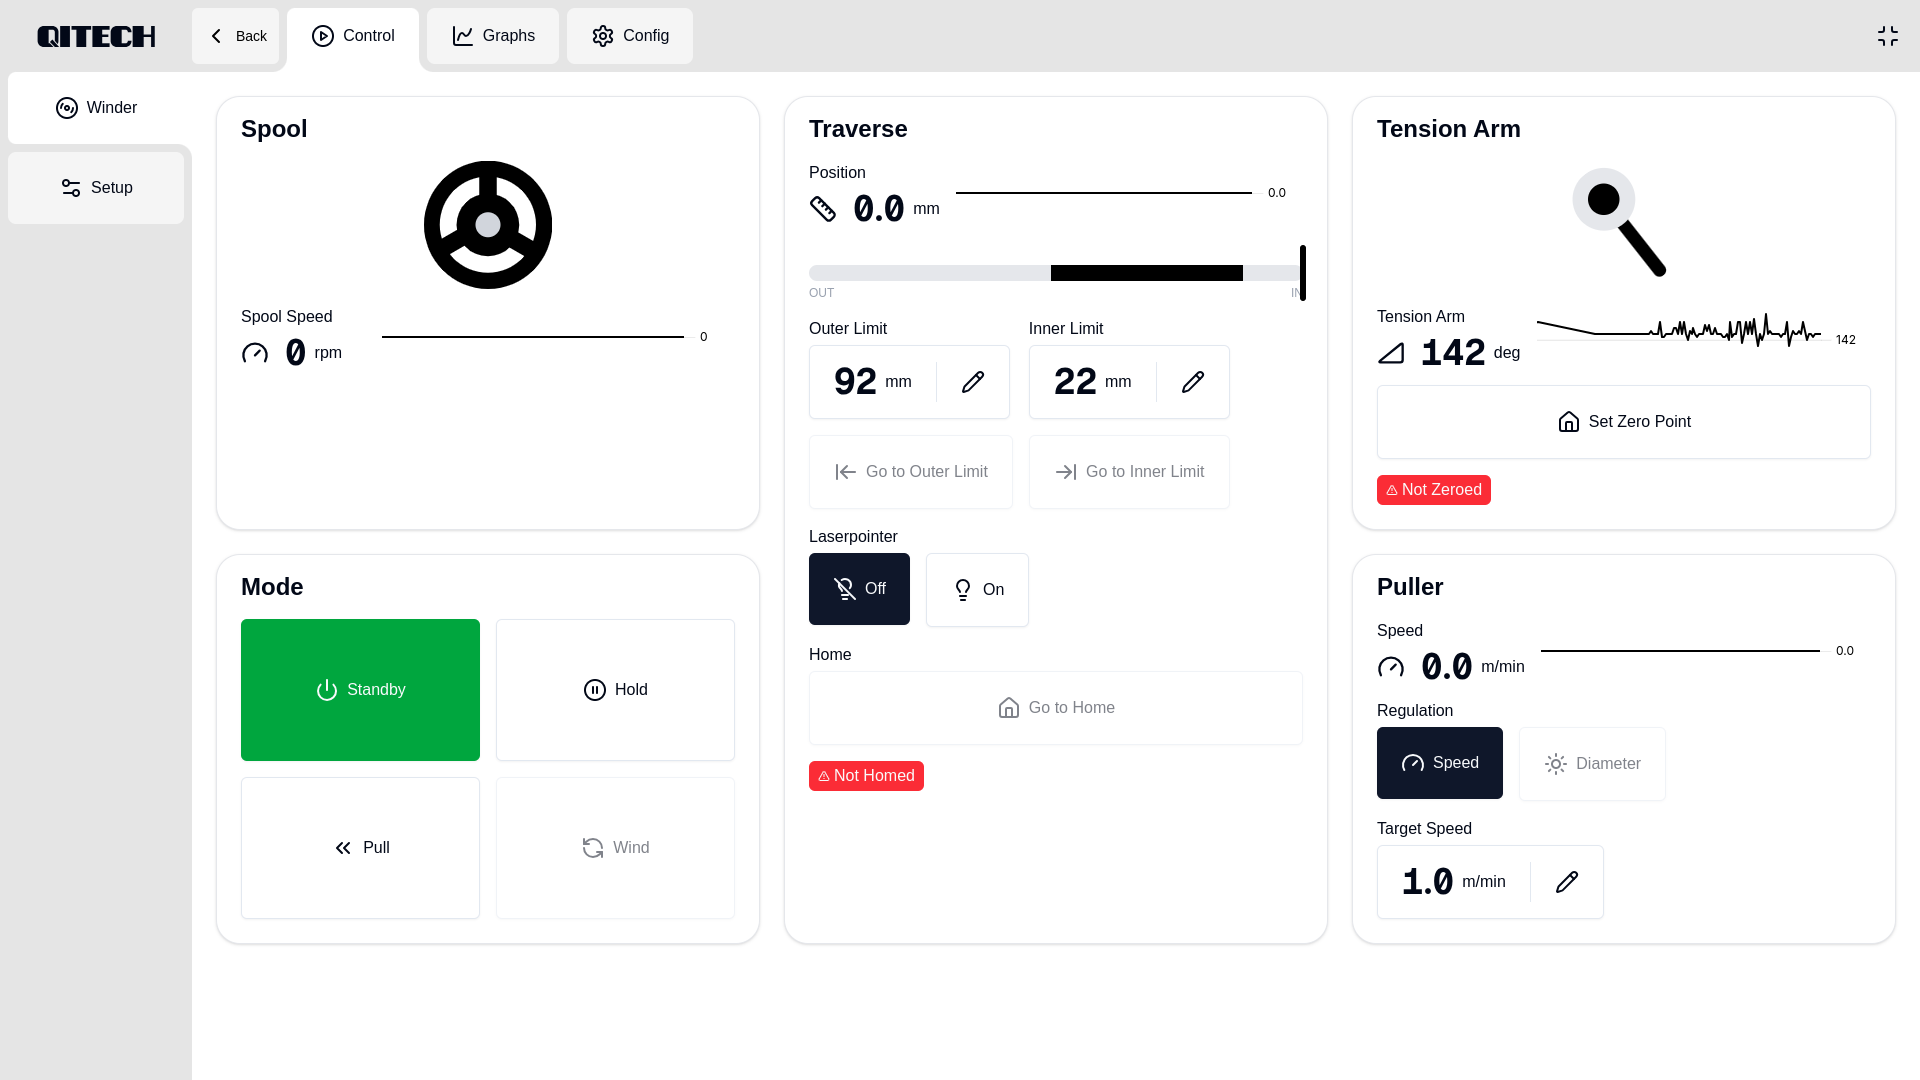 QITECH
Back
Control
Graphs
Config
Winder
Setup
Spool
Spool Speed
0 rpm
0
Mode
Standby
Hold
Pull
Wind
Traverse
Position
0.0 mm
0.0
OUT
IN
Outer Limit
Inner Limit
92 mm
22 mm
Go to Outer Limit
Go to Inner Limit
Laserpointer
Off
On
Home
Go to Home
Not Homed
Tension Arm
Tension Arm
142 deg
142
Set Zero Point
Not Zeroed
Puller
Speed
0.0 m/min
0.0
Regulation
Speed
Diameter
Target Speed
1.0 m/min